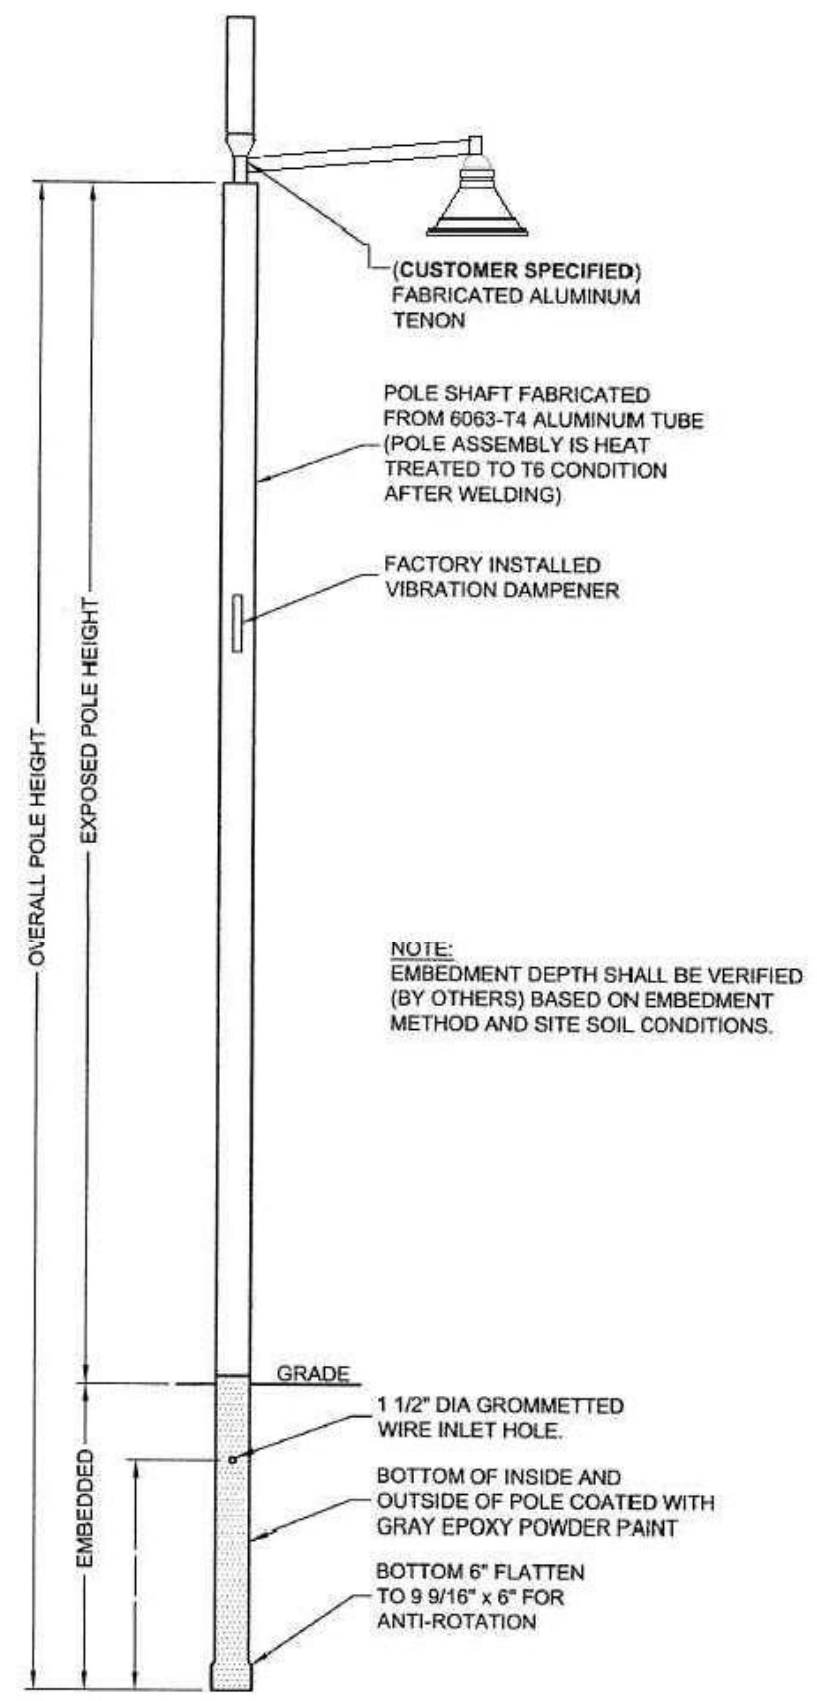 (CUSTOMER SPECIFIED)
FABRICATED ALUMINUM
TENON
POLE SHAFT FABRICATED
FROM 6063-T4 ALUMINUM TUBE
(POLE ASSEMBLY IS HEAT
TREATED TO T6 CONDITION
AFTER WELDING)
FACTORY INSTALLED
VIBRATION DAMPENER
OVERALL POLE HEIGHT
EXPOSED POLE HEIGHT
NOTE:
EMBEDMENT DEPTH SHALL BE VERIFIED
(BY OTHERS) BASED ON EMBEDMENT
METHOD AND SITE SOIL CONDITIONS.
GRADE
1 1/2" DIA GROMMETTED
WIRE INLET HOLE.
EMBEDDED
BOTTOM OF INSIDE AND
OUTSIDE OF POLE COATED WITH
GRAY EPOXY POWDER PAINT
BOTTOM 6" FLATTEN
TO 9 9/16" x 6" FOR
ANTI-ROTATION